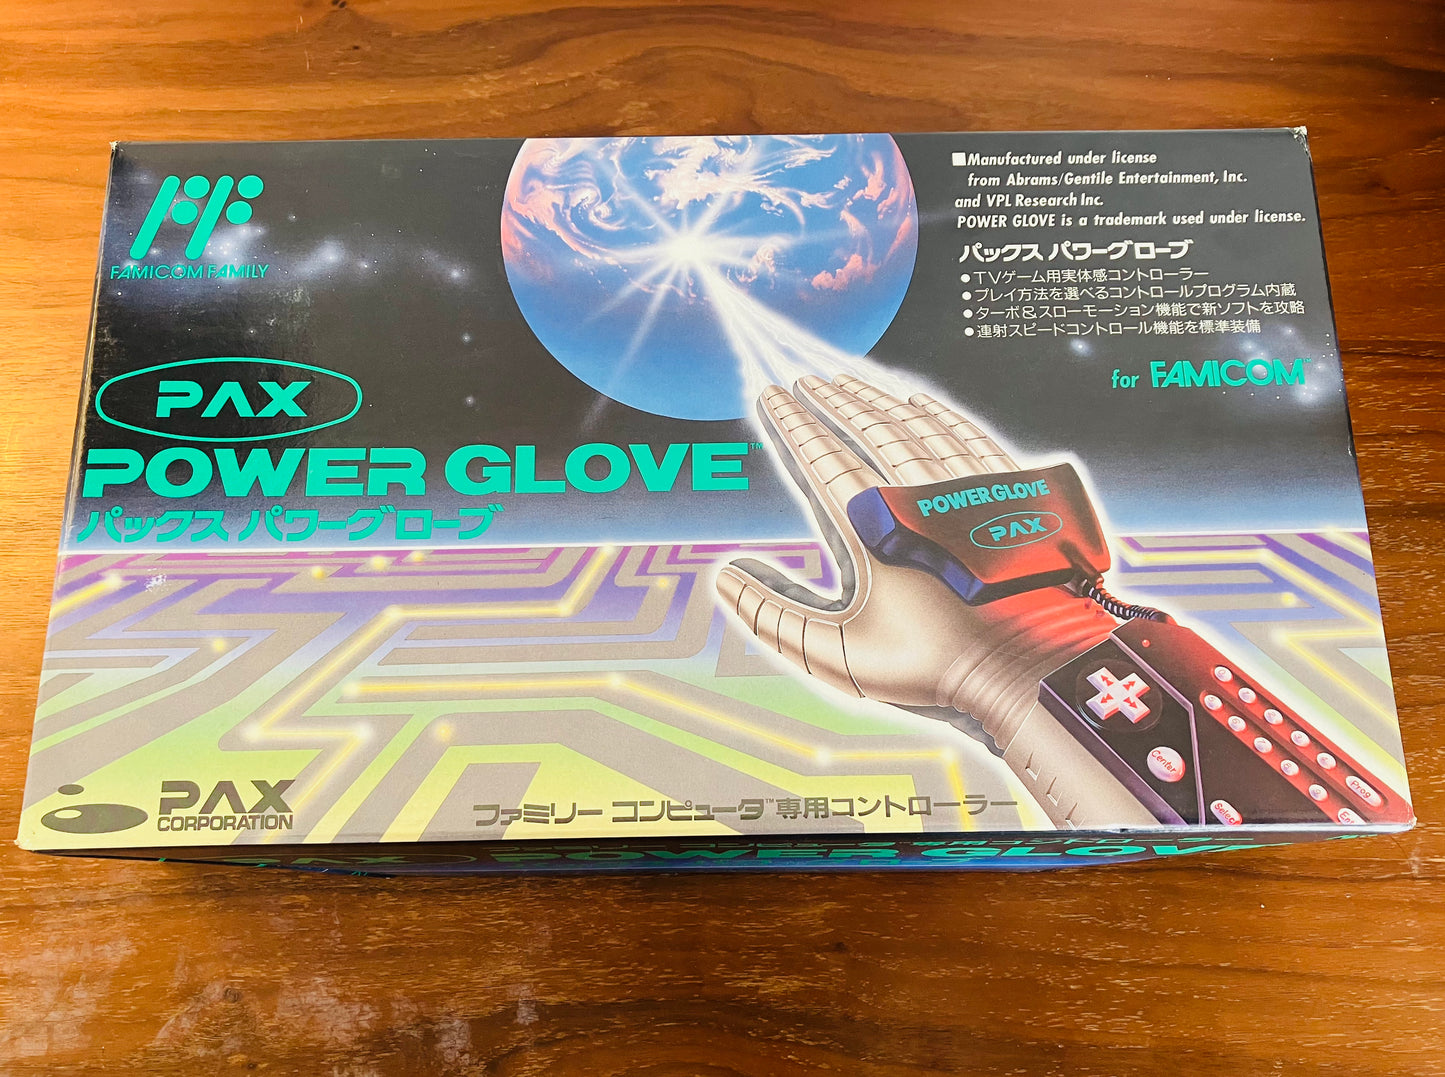 FAMICOM FAMILY
■Manufactured under license
from Abrams/Gentile Entertainment, Inc.
and VPL Research Inc.
POWER GLOVE is a trademark used under license.
パックス パワーグローブ
●TVゲーム用実体感コントローラー
●プレイ方法を選べるコントロールプログラム内蔵
●ターボ&スローモーション機能で新ソフトを攻略
●連射スピードコントロール機能を標準装備
for FAMICOM™
PAX
POWER GLOVE™
パックス パワーグローブ
POWER GLOVE
PAX
Center
Select
Prog
PAX
CORPORATION
ファミリー コンピュータ™専用コントローラー
PAX POWER GLOVE